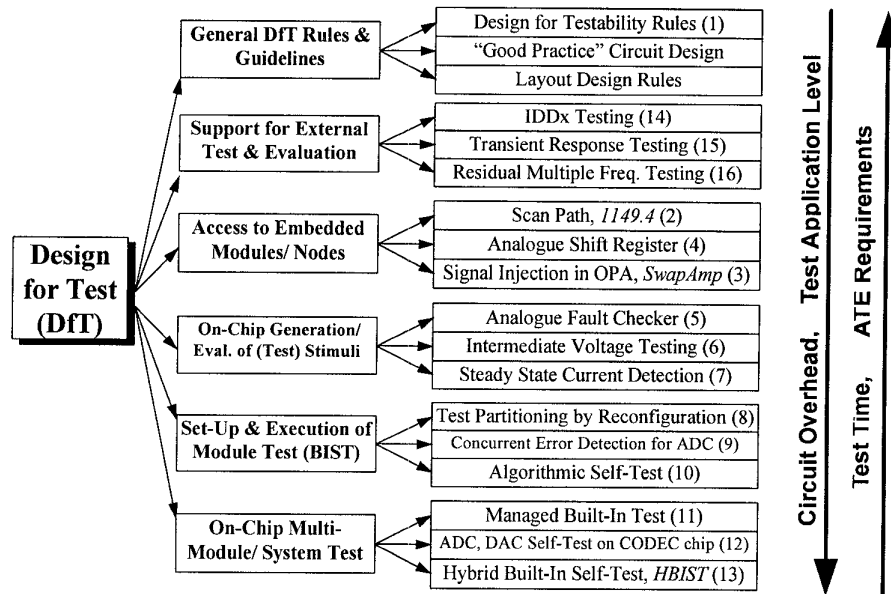 Design
for Test
(DfT)
General DfT Rules &
Guidelines
Design for Testability Rules (1)
“Good Practice” Circuit Design
Layout Design Rules
Support for External
Test & Evaluation
IDDx Testing (14)
Transient Response Testing (15)
Residual Multiple Freq. Testing (16)
Access to Embedded
Modules/ Nodes
Scan Path, 1149.4 (2)
Analogue Shift Register (4)
Signal Injection in OPA, SwapAmp (3)
On-Chip Generation/
Eval. of (Test) Stimuli
Analogue Fault Checker (5)
Intermediate Voltage Testing (6)
Steady State Current Detection (7)
Set-Up & Execution of
Module Test (BIST)
Test Partitioning by Reconfiguration (8)
Concurrent Error Detection for ADC (9)
Algorithmic Self-Test (10)
On-Chip Multi-
Module/ System Test
Managed Built-In Test (11)
ADC, DAC Self-Test on CODEC chip (12)
Hybrid Built-In Self-Test, HBIST (13)
Circuit Overhead, Test Application Level
Test Time, ATE Requirements